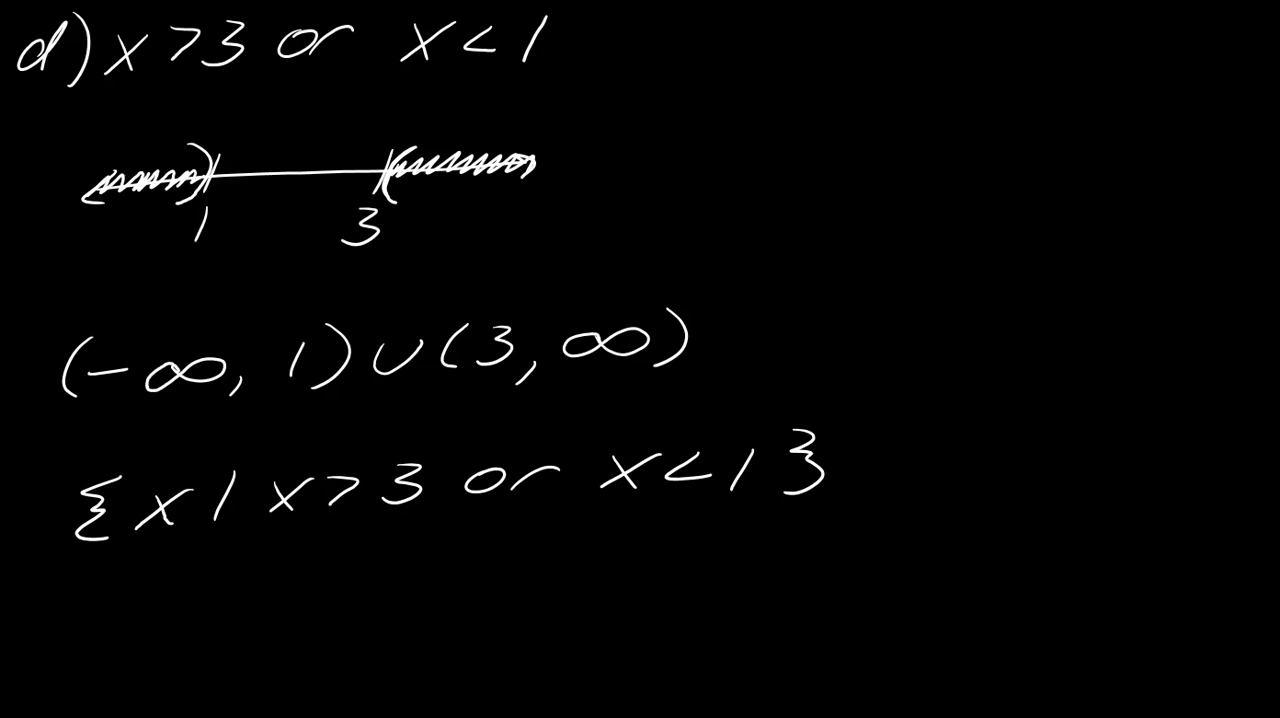 d) x > 3 or x < 1
1 3
(-∞, 1) ∪ (3, ∞)
{x | x > 3 or x < 1}